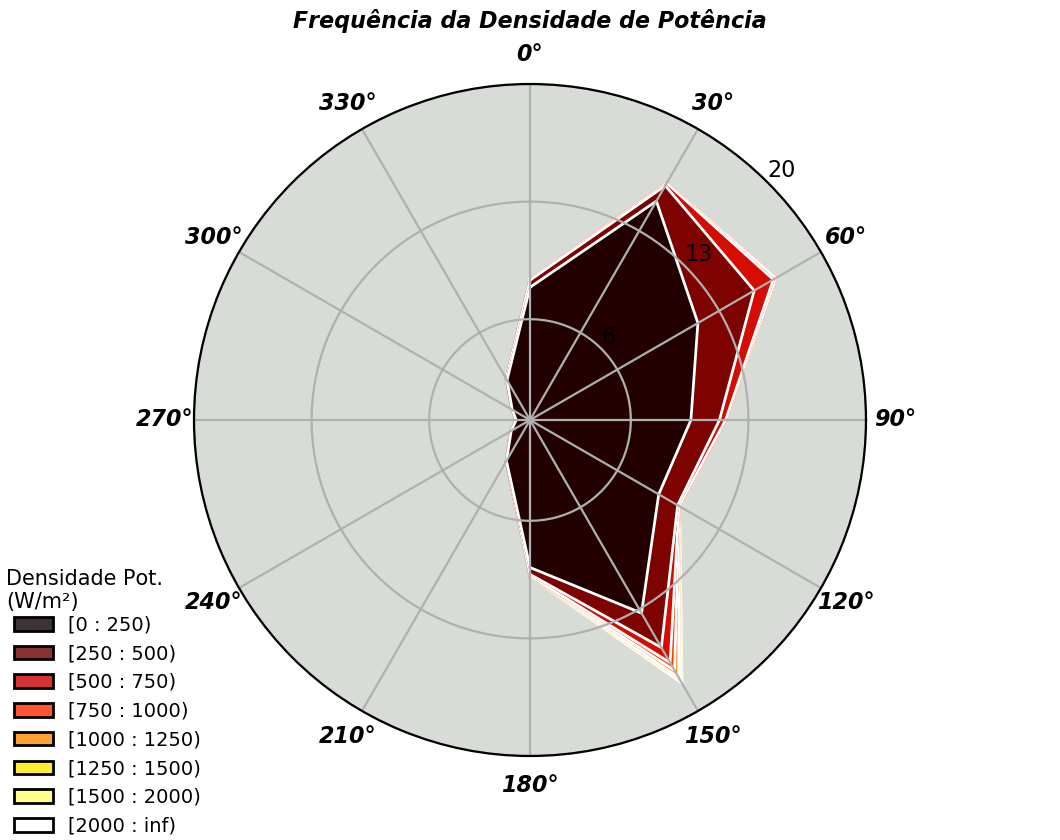 Frequência da Densidade de Potência
0°
330°
30°
20
300°
60°
13
6
270°
90°
Densidade Pot.
(W/m²)
240°
120°
[0 : 250)
[250 : 500)
[500 : 750)
[750 : 1000)
[1000 : 1250)
[1250 : 1500)
[1500 : 2000)
[2000 : inf)
210°
150°
180°